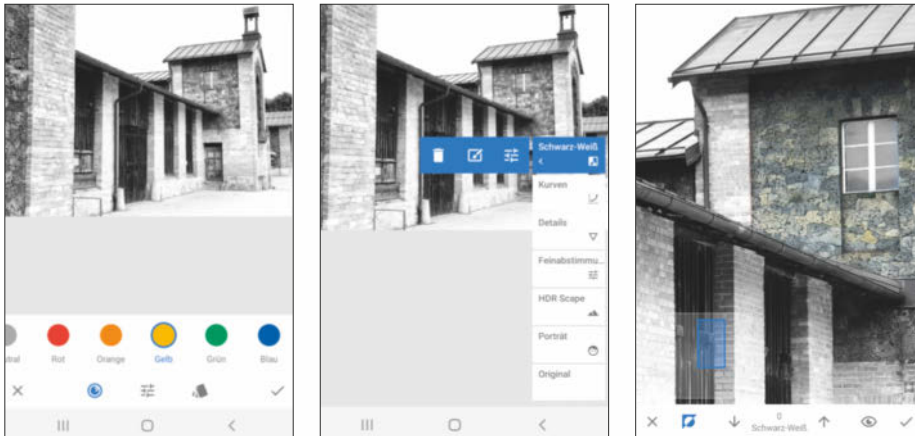 tral Rot Orange Gelb Grün Blau
Schwarz-Weiß
Kurven
Details
Feinabstimmu...
HDR Scape
Porträt
Original
0
Schwarz-Weiß